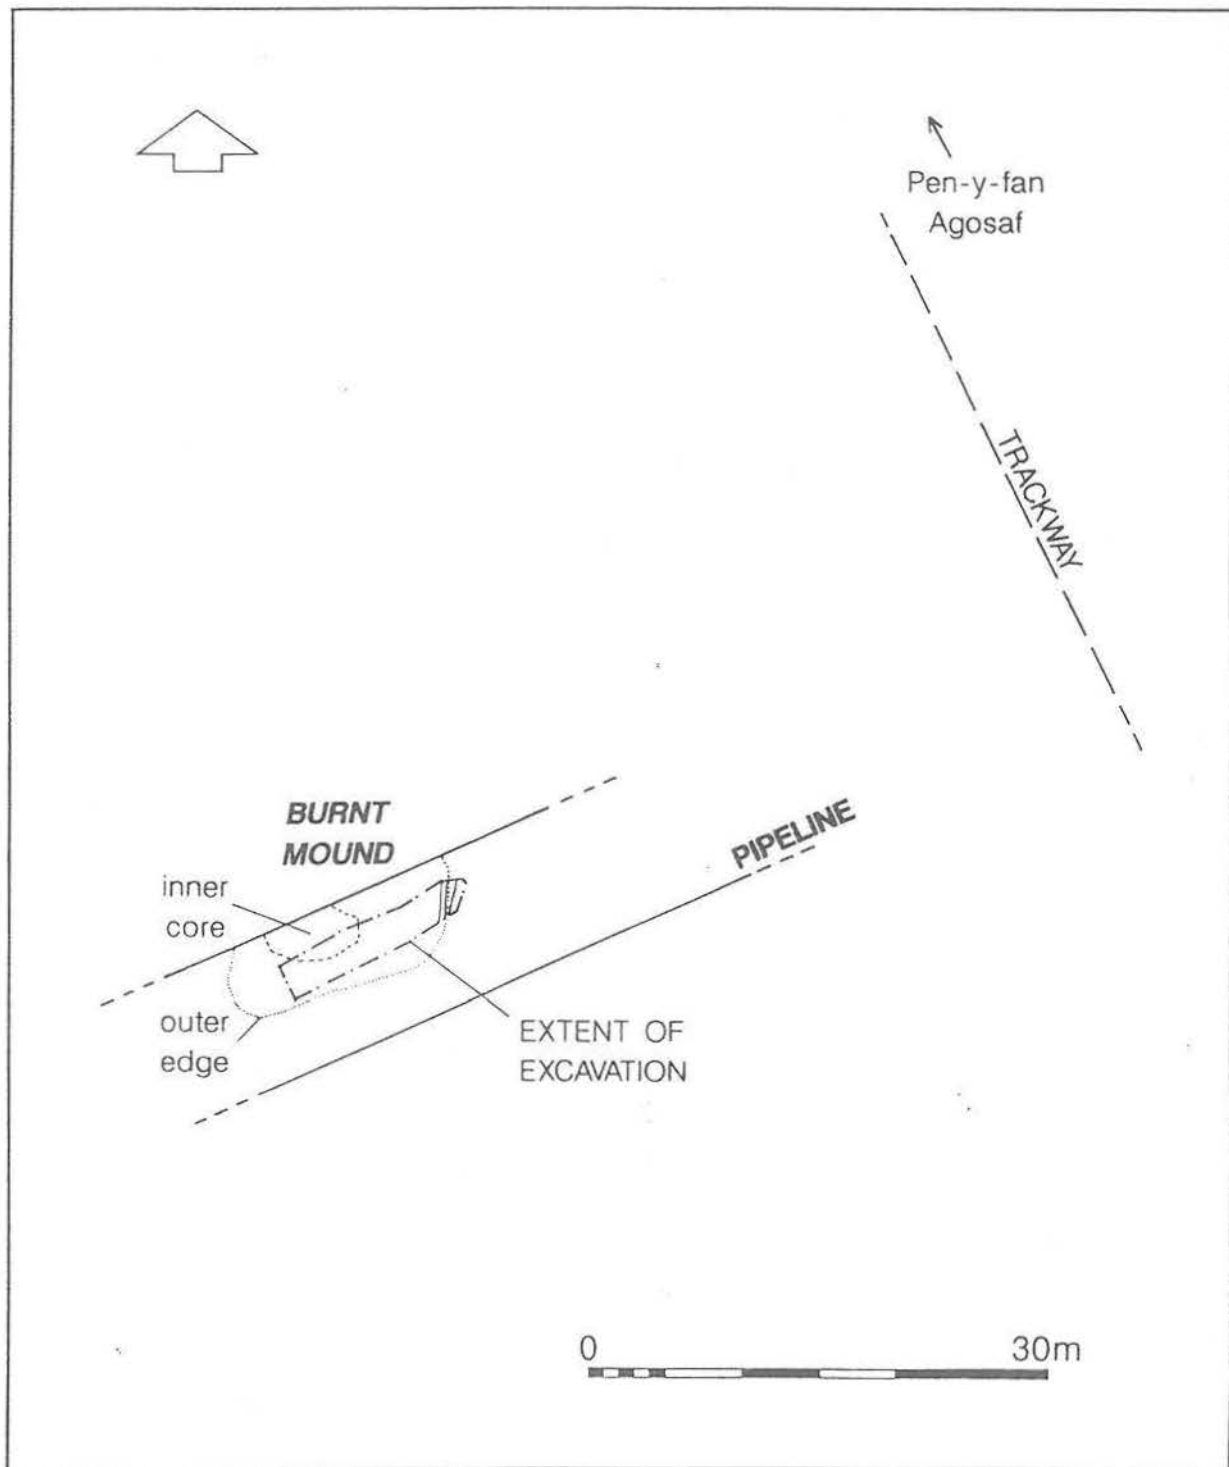 Pen-y-fan
Agosaf
TRACKWAY
BURNT
MOUND
PIPELINE
inner
core
outer
edge
EXTENT OF
EXCAVATION
0 30m